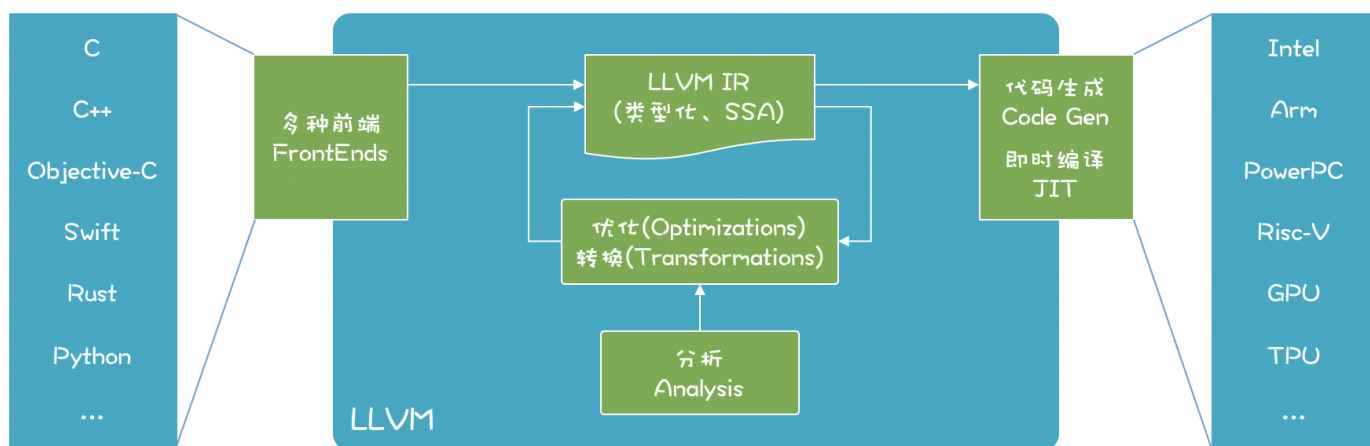 C
C++
Objective-C
Swift
Rust
Python
...
多种前端
FrontEnds
LLVM IR
(类型化、SSA)
优化(Optimizations)
转换(Transformations)
分析
Analysis
LLVM
代码生成
Code Gen
即时编译
JIT
Intel
Arm
PowerPC
Risc-V
GPU
TPU
...